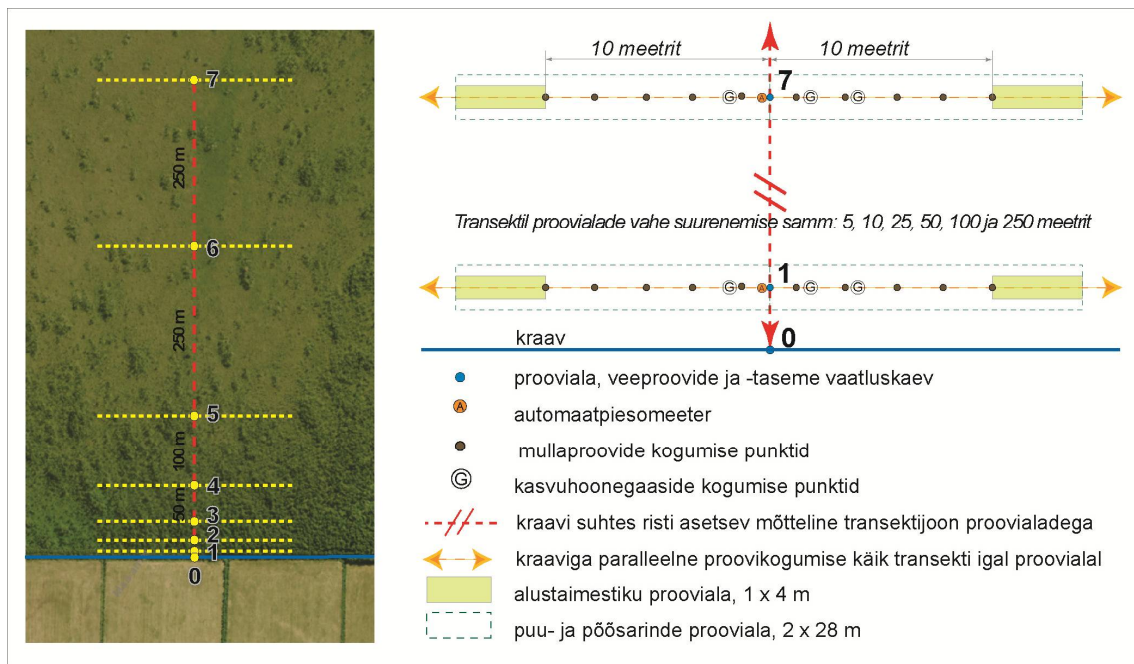 7
250 m
6
250 m
5
100 m
4
50 m
3
2
1
0
10 meetrit
10 meetrit
7
G
A
G
G
Transektil proovialade vahe suurenemise samm: 5, 10, 25, 50, 100 ja 250 meetrit
1
G
A
G
G
kraav
0
prooviala, veeproovide ja -taseme vaatluskaev
A
automaatpiesomeeter
mullaproovide kogumise punktid
G
kasvuhoonegaaside kogumise punktid
kraavi suhtes risti asetsev mõtteline transektijoon proovialadega
kraaviga paralleelne proovikogumise käik transekti igal proovialal
alustaimestiku prooviala, 1 x 4 m
puu- ja põõsarinde prooviala, 2 x 28 m